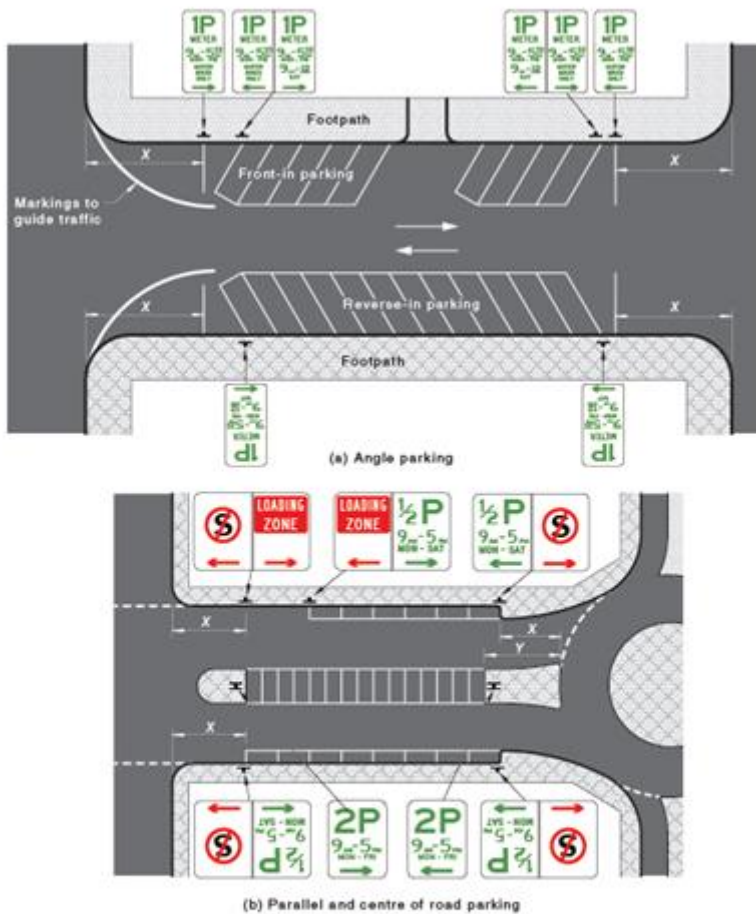 1P 1P 1P 1P 1P 1P
METER METER METER METER METER METER
Footpath
X X
Front-in parking
Markings to
guide traffic
Reverse-in parking
X X
Footpath
METER METER
1P 1P
(a) Angle parking
S LOADING ZONE
LOADING ZONE ½P
9AM-5PM
MON-SAT
½P S
9AM-5PM
MON-SAT
X X
Y
X
S ½P
9AM-5PM
MON-SAT
2P
9AM-5PM
MON-FRI
2P
9AM-5PM
MON-FRI
½P S
9AM-5PM
MON-SAT
(b) Parallel and centre of road parking